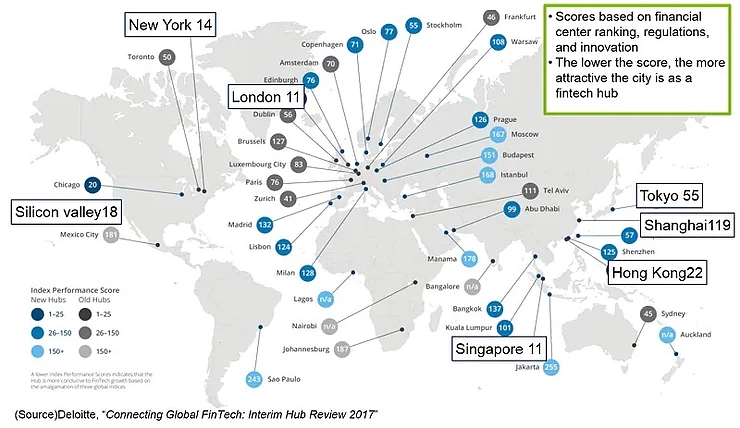 New York 14
Toronto 50
Copenhagen 71
Oslo 77
55 Stockholm
46 Frankfurt
108 Warsaw
Amsterdam 70
Edinburgh 76
London 11
Dublin 56
Brussels 127
Luxembourg City 83
Paris 76
Zurich 41
Madrid 132
Lisbon 124
Milan 128
126 Prague
167 Moscow
151 Budapest
168 Istanbul
111 Tel Aviv
99 Abu Dhabi
Manama 178
Bangalore n/a
Bangkok 137
Kuala Lumpur 101
Singapore 11
Jakarta 255
Tokyo 55
Shanghai119
57
125 Shenzhen
Hong Kong22
45 Sydney
n/a Auckland
Chicago 20
Silicon valley18
Mexico City 181
Lagos n/a
Nairobi n/a
Johannesburg 187
243 Sao Paulo
• Scores based on financial
center ranking, regulations,
and innovation
• The lower the score, the more
attractive the city is as a
fintech hub
Index Performance Score
New Hubs Old Hubs
1–25 1–25
26–150 26–150
150+ 150+
A lower Index Performance Scores indicates that the
Hub is more conducive to FinTech growth based on
the amalgamation of three global indices.
(Source)Deloitte, “Connecting Global FinTech: Interim Hub Review 2017”